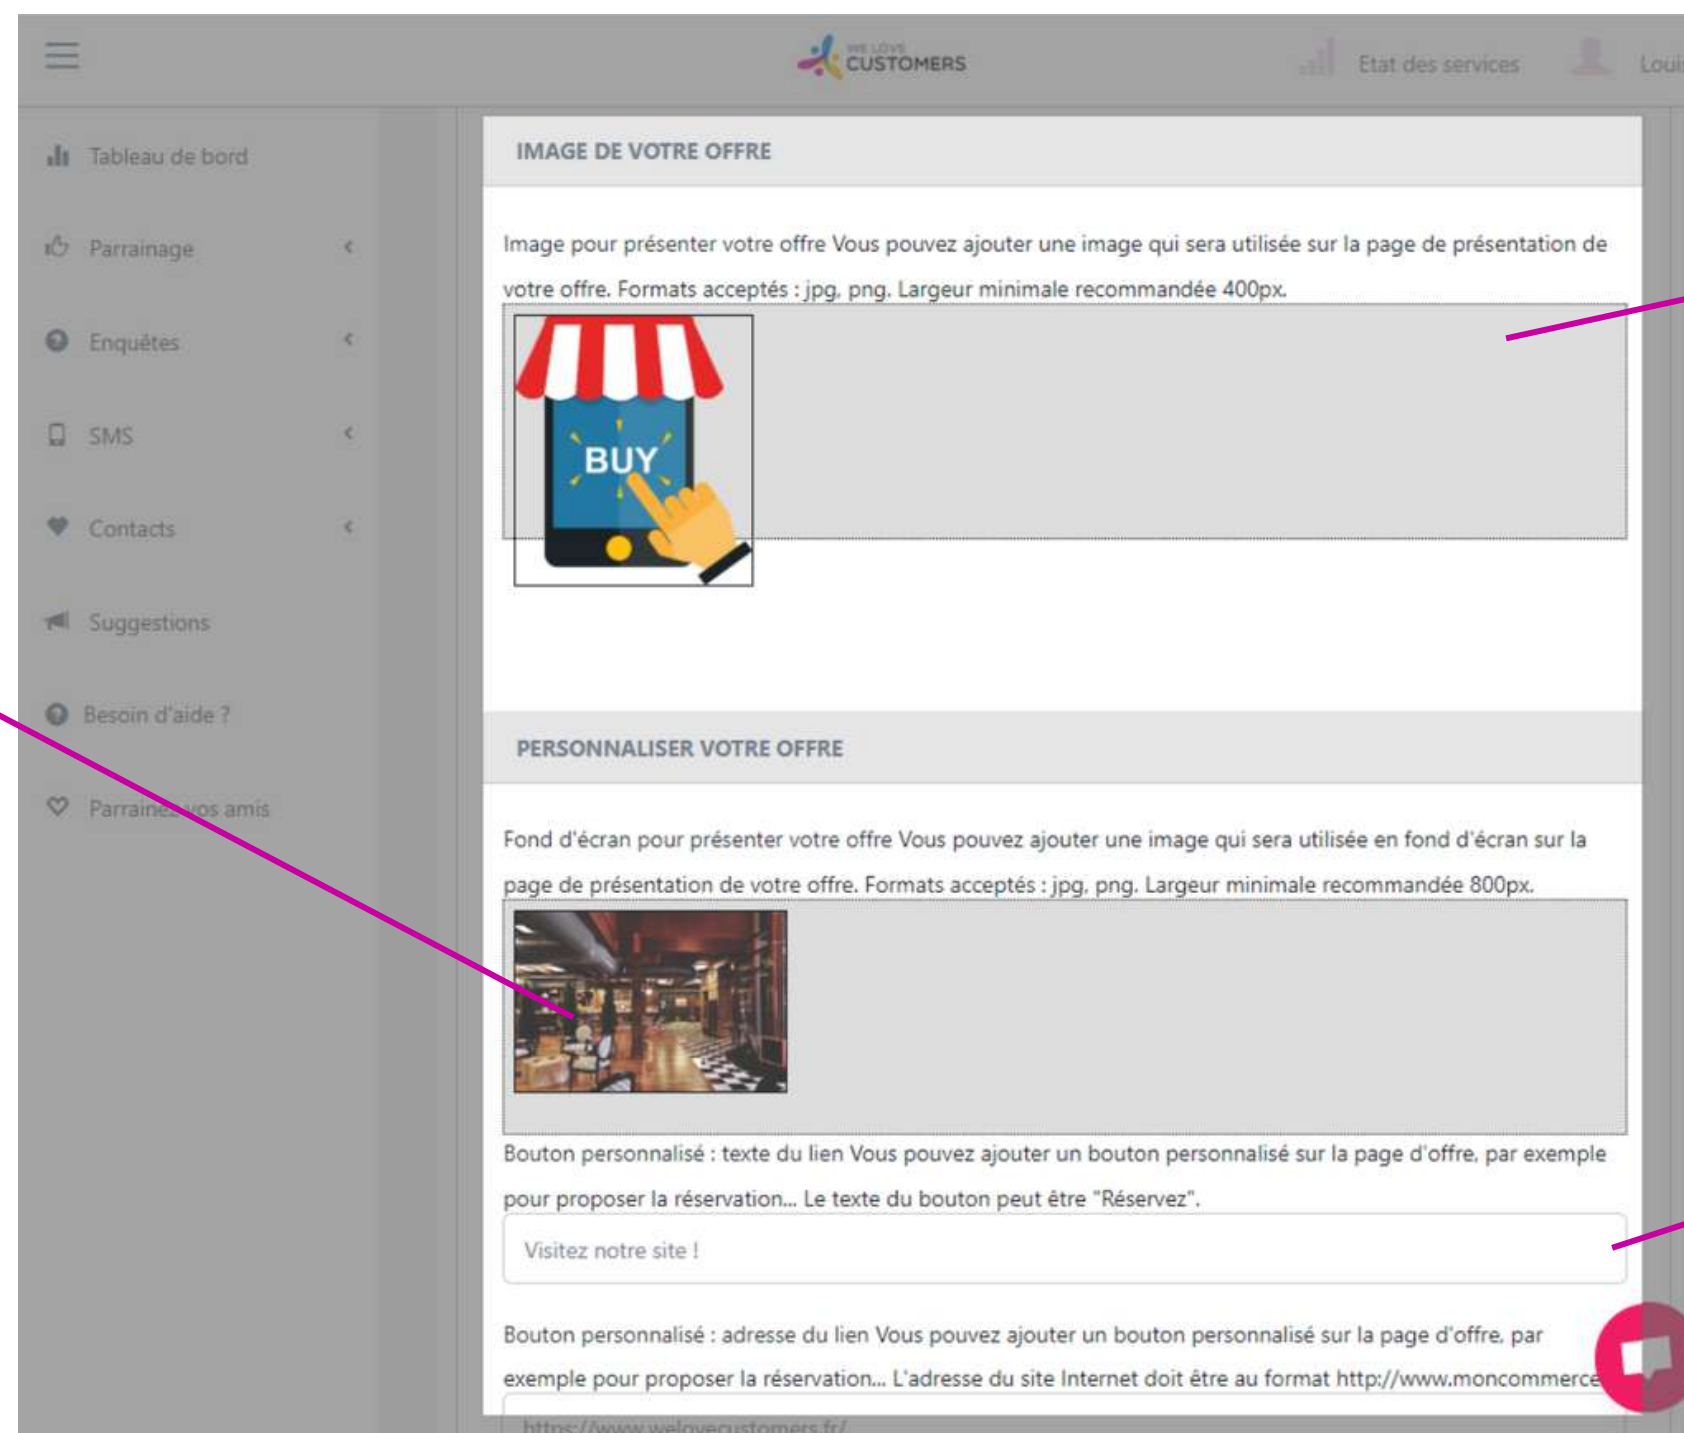 WE LOVE
CUSTOMERS
Etat des services
Louis
Tableau de bord
Parrainage
Enquêtes
SMS
Contacts
Suggestions
Besoin d'aide ?
Parrainez vos amis
IMAGE DE VOTRE OFFRE
Image pour présenter votre offre Vous pouvez ajouter une image qui sera utilisée sur la page de présentation de
votre offre. Formats acceptés : jpg, png. Largeur minimale recommandée 400px.
BUY
PERSONNALISER VOTRE OFFRE
Fond d'écran pour présenter votre offre Vous pouvez ajouter une image qui sera utilisée en fond d'écran sur la
page de présentation de votre offre. Formats acceptés : jpg, png. Largeur minimale recommandée 800px.
Bouton personnalisé : texte du lien Vous pouvez ajouter un bouton personnalisé sur la page d'offre, par exemple
pour proposer la réservation... Le texte du bouton peut être "Réservez".
Visitez notre site !
Bouton personnalisé : adresse du lien Vous pouvez ajouter un bouton personnalisé sur la page d'offre, par
exemple pour proposer la réservation... L'adresse du site Internet doit être au format http://www.moncommerce
https://www.welovecustomers.fr/